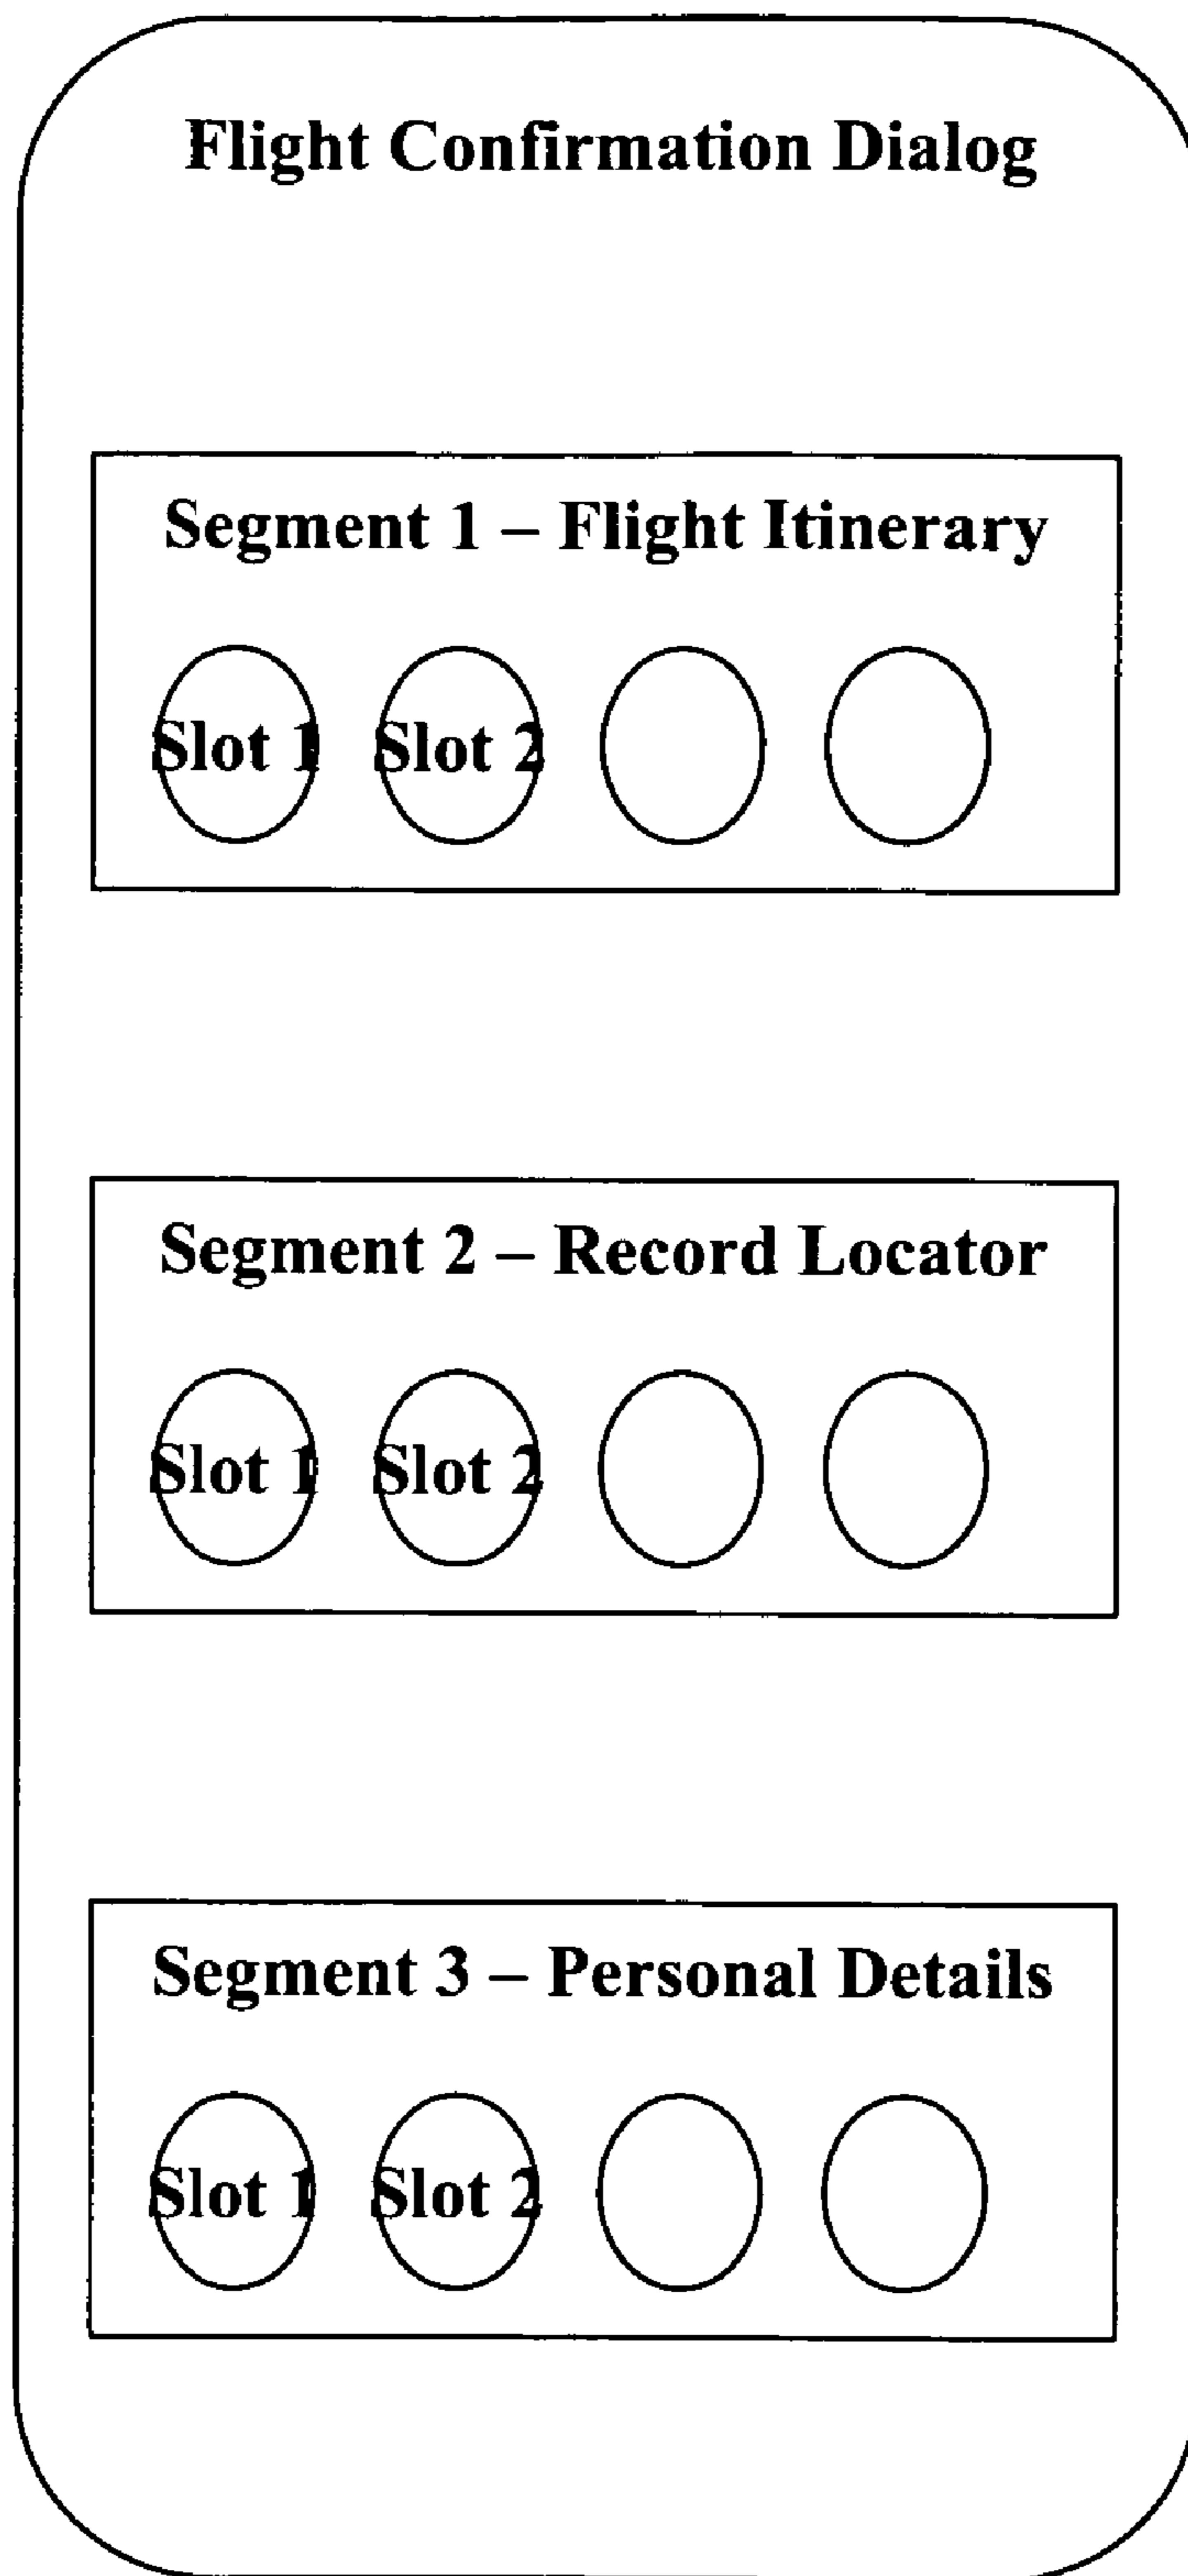 Flight Confirmation Dialog
Segment 1 – Flight Itinerary
Slot 1 Slot 2
Segment 2 – Record Locator
Slot 1 Slot 2
Segment 3 – Personal Details
Slot 1 Slot 2